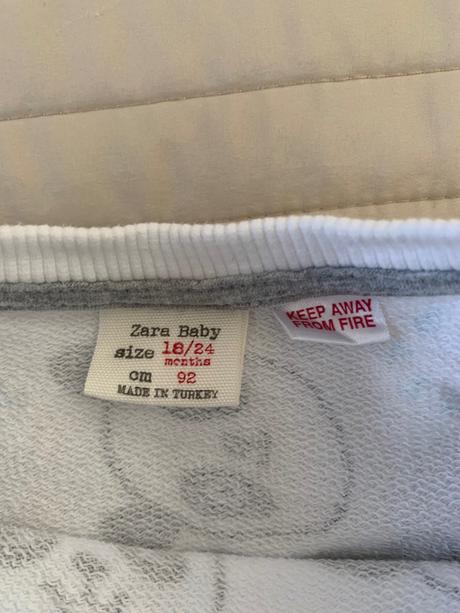 Zara Baby
size 18/24
months
cm 92
MADE IN TURKEY
KEEP AWAY
FROM FIRE